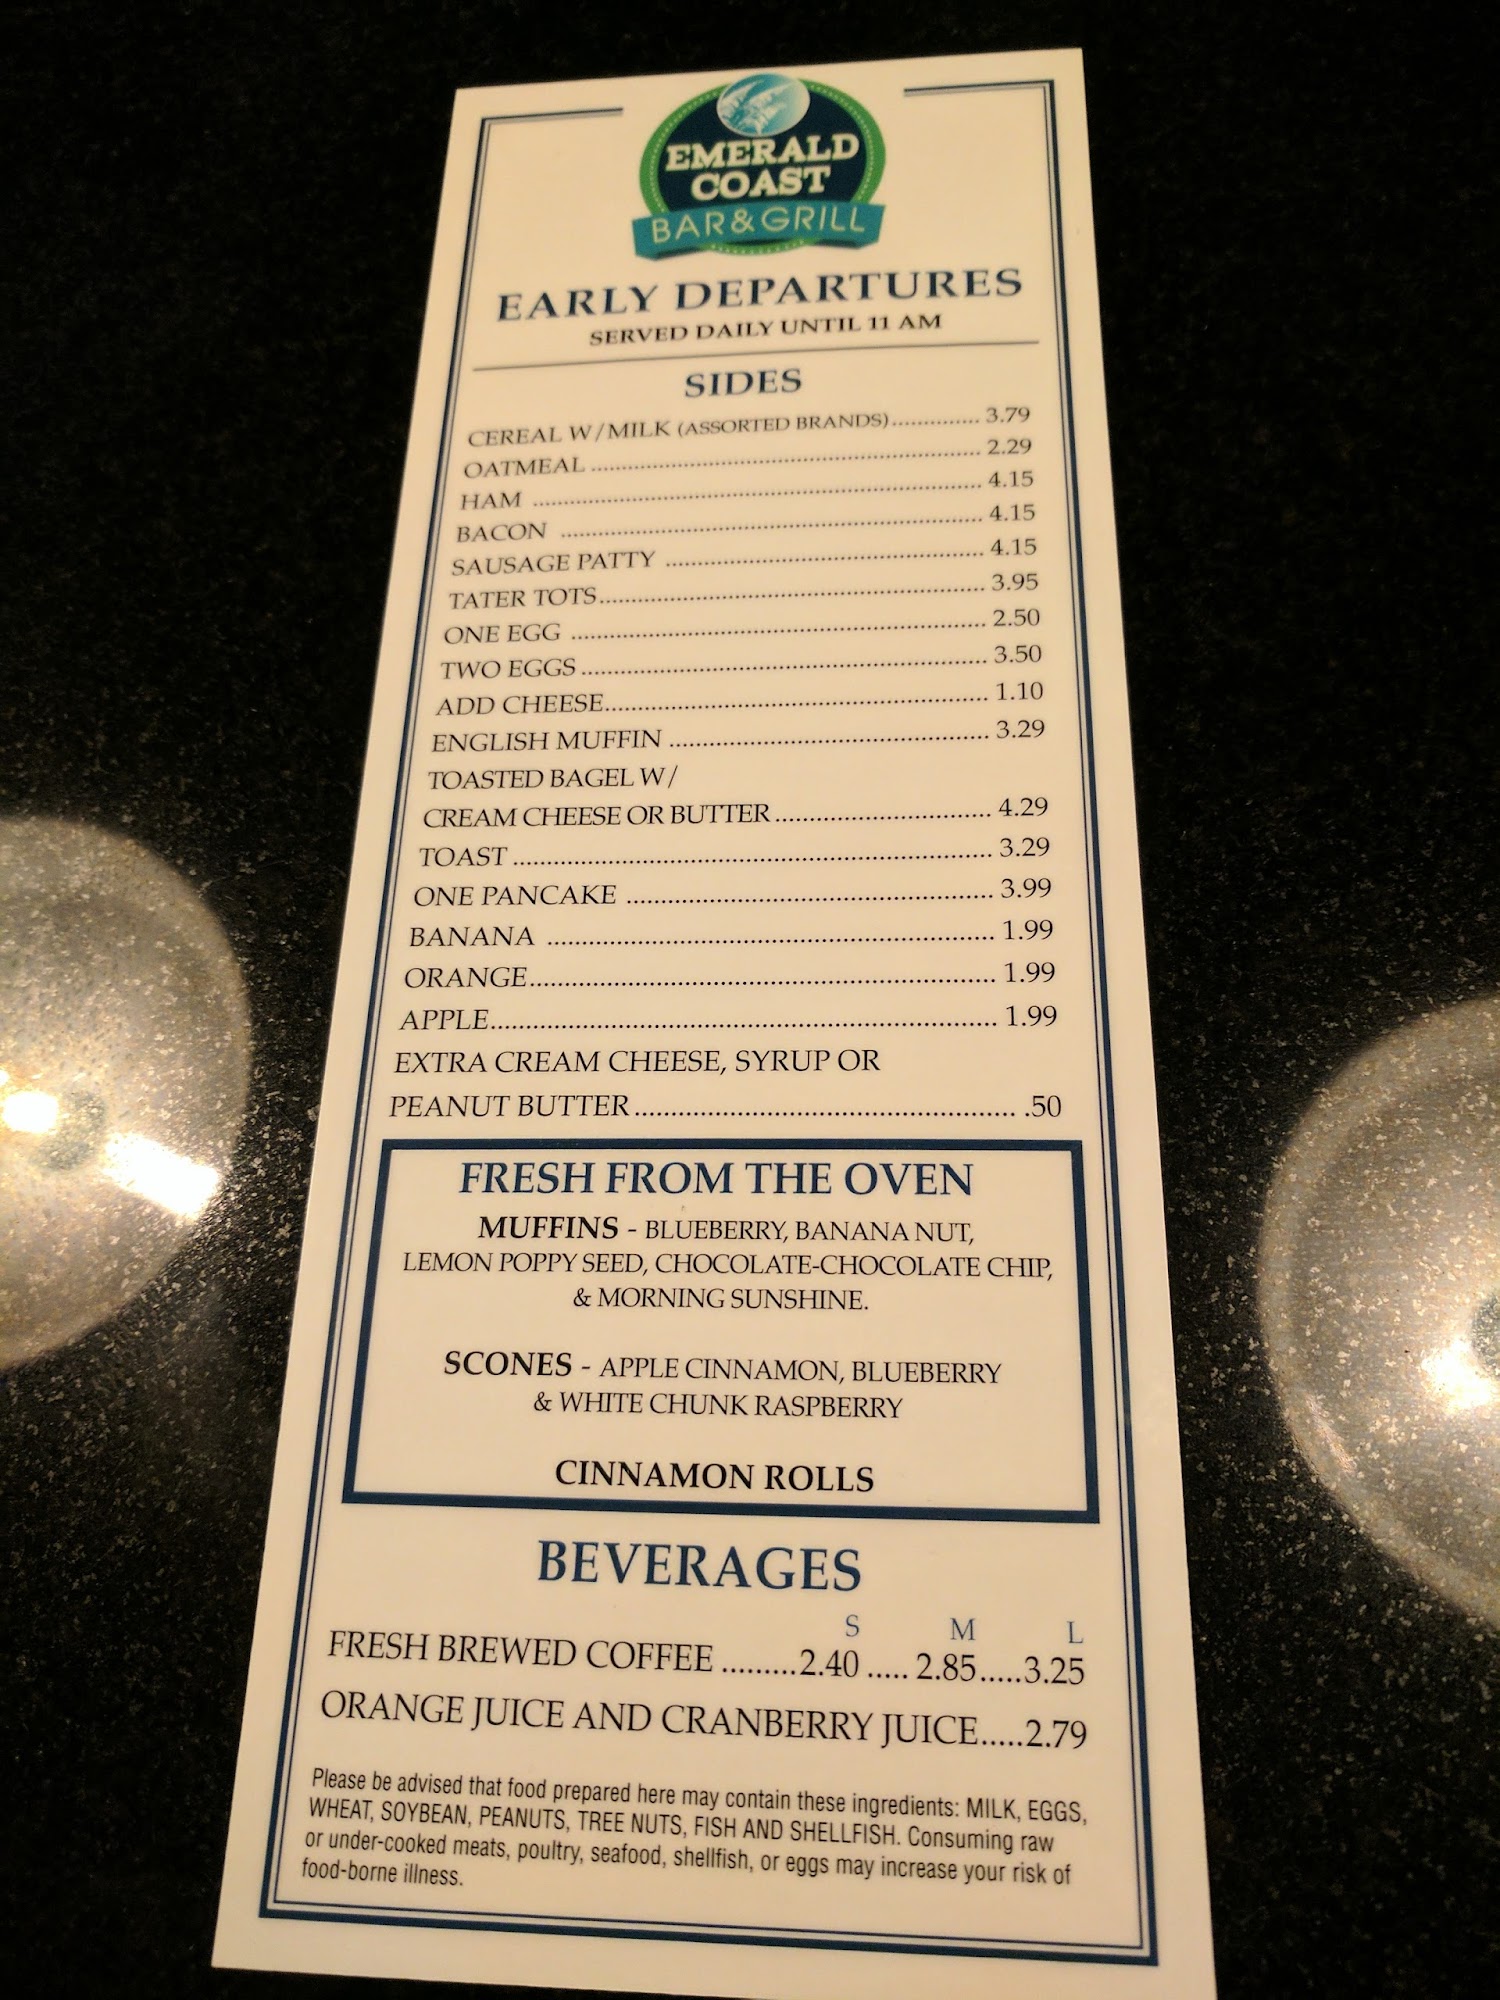 EMERALD
COAST
BAR&GRILL
EARLY DEPARTURES
SERVED DAILY UNTIL 11 AM
SIDES
CEREAL W/MILK (ASSORTED BRANDS)............. 3.79
OATMEAL ......................................................... 2.29
HAM .................................................................. 4.15
BACON .............................................................. 4.15
SAUSAGE PATTY ............................................... 4.15
TATER TOTS......................................................... 3.95
ONE EGG ............................................................. 2.50
TWO EGGS ............................................................ 3.50
ADD CHEESE........................................................ 1.10
ENGLISH MUFFIN ............................................... 3.29
TOASTED BAGEL W/
CREAM CHEESE OR BUTTER................................ 4.29
TOAST ...................................................................... 3.29
ONE PANCAKE ...................................................... 3.99
BANANA .................................................................. 1.99
ORANGE.................................................................... 1.99
APPLE.......................................................................... 1.99
EXTRA CREAM CHEESE, SYRUP OR
PEANUT BUTTER....................................................... .50
FRESH FROM THE OVEN
MUFFINS - BLUEBERRY, BANANA NUT,
LEMON POPPY SEED, CHOCOLATE-CHOCOLATE CHIP,
& MORNING SUNSHINE.
SCONES - APPLE CINNAMON, BLUEBERRY
& WHITE CHUNK RASPBERRY
CINNAMON ROLLS
BEVERAGES
S M L
FRESH BREWED COFFEE .........2.40 ..... 2.85.....3.25
ORANGE JUICE AND CRANBERRY JUICE.....2.79
Please be advised that food prepared here may contain these ingredients: MILK, EGGS,
WHEAT, SOYBEAN, PEANUTS, TREE NUTS, FISH AND SHELLFISH. Consuming raw
or under-cooked meats, poultry, seafood, shellfish, or eggs may increase your risk of
food-borne illness.